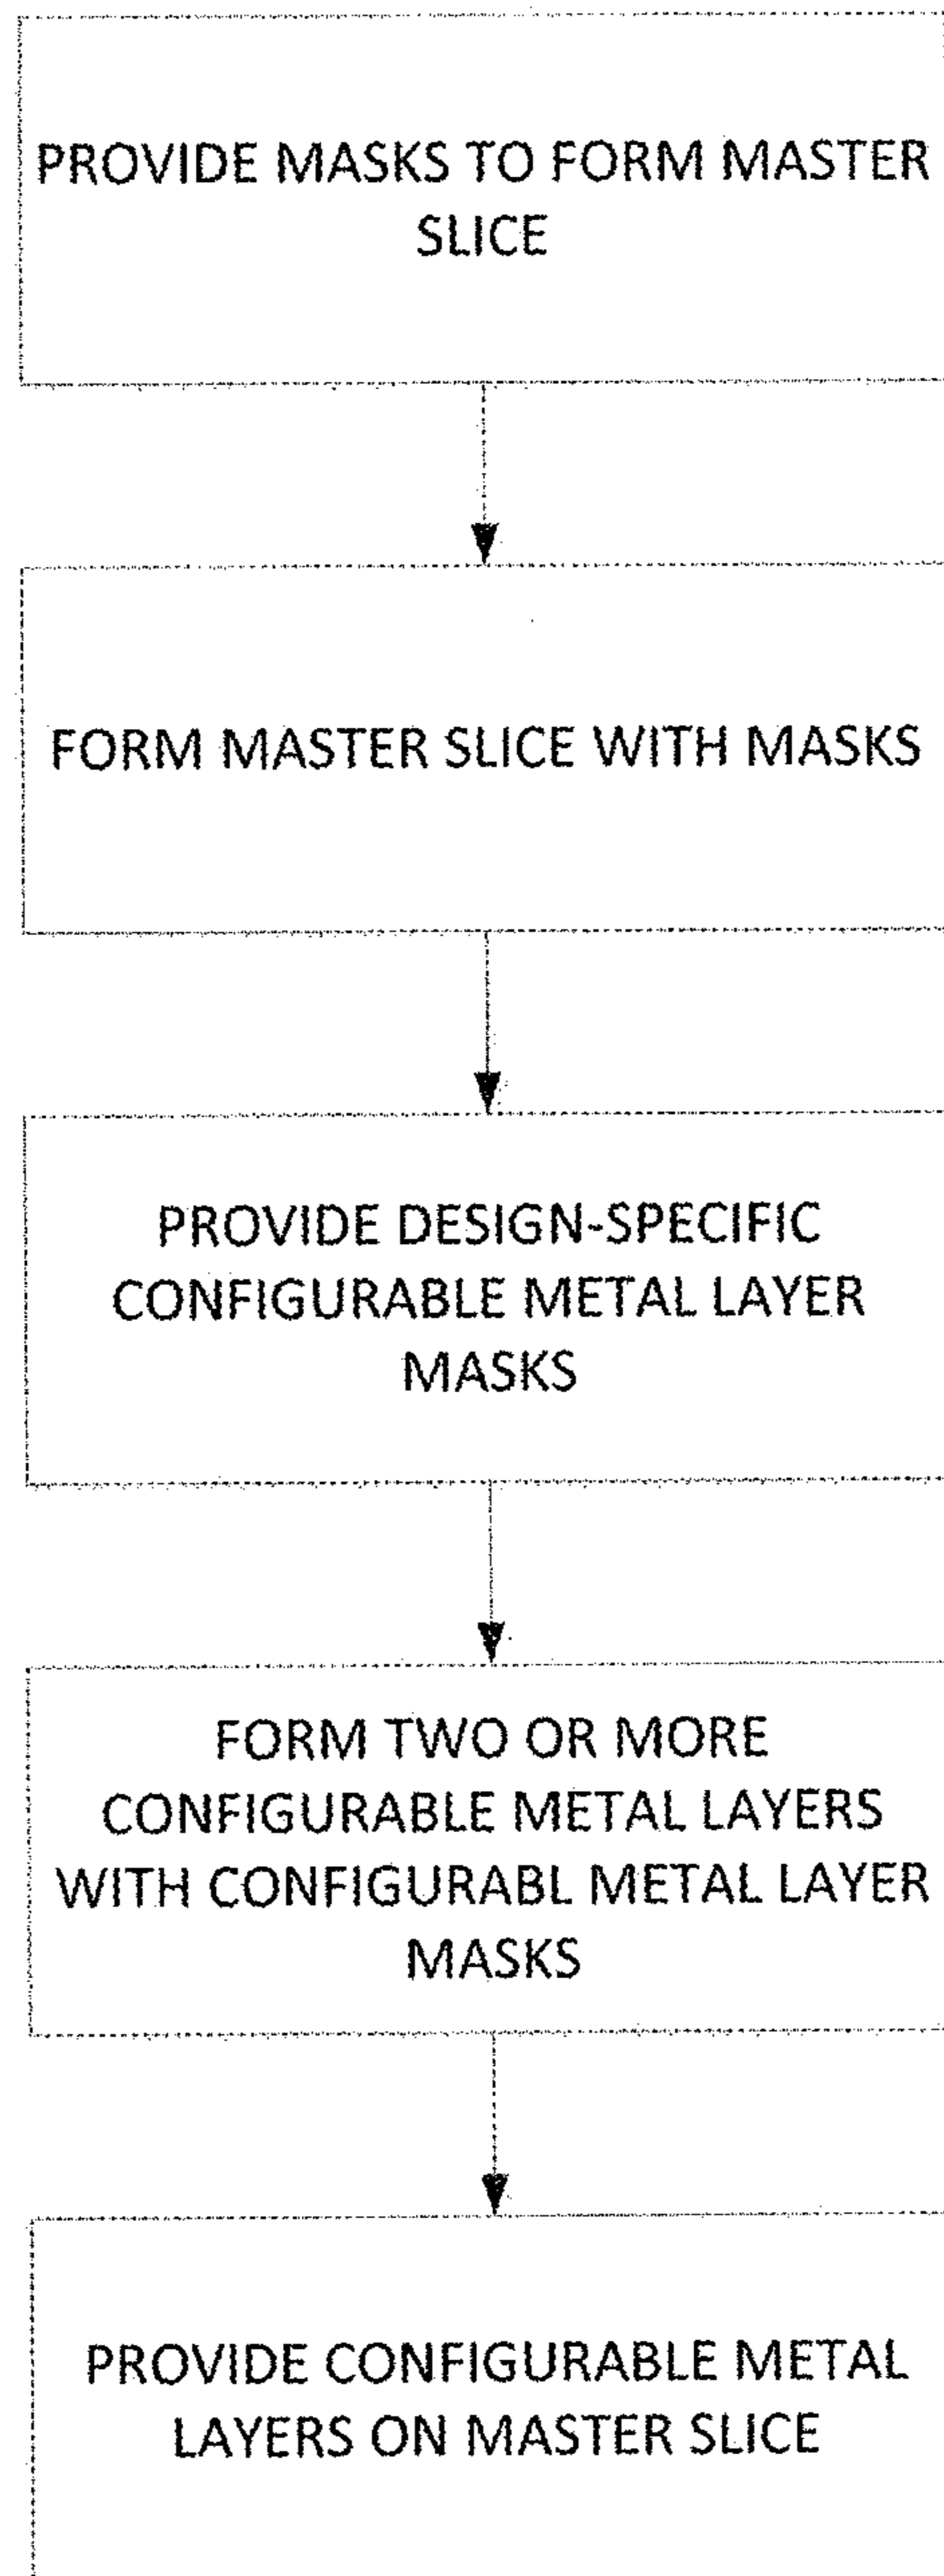 PROVIDE MASKS TO FORM MASTER
SLICE
FORM MASTER SLICE WITH MASKS
PROVIDE DESIGN-SPECIFIC
CONFIGURABLE METAL LAYER
MASKS
FORM TWO OR MORE
CONFIGURABLE METAL LAYERS
WITH CONFIGURABL METAL LAYER
MASKS
PROVIDE CONFIGURABLE METAL
LAYERS ON MASTER SLICE